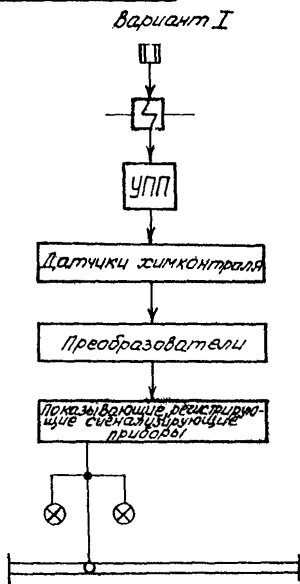 Вариант I
УПП
Датчики химконтроля
Преобразователи
Показывающие регистрирую-
щие сигнализирующие
приборы